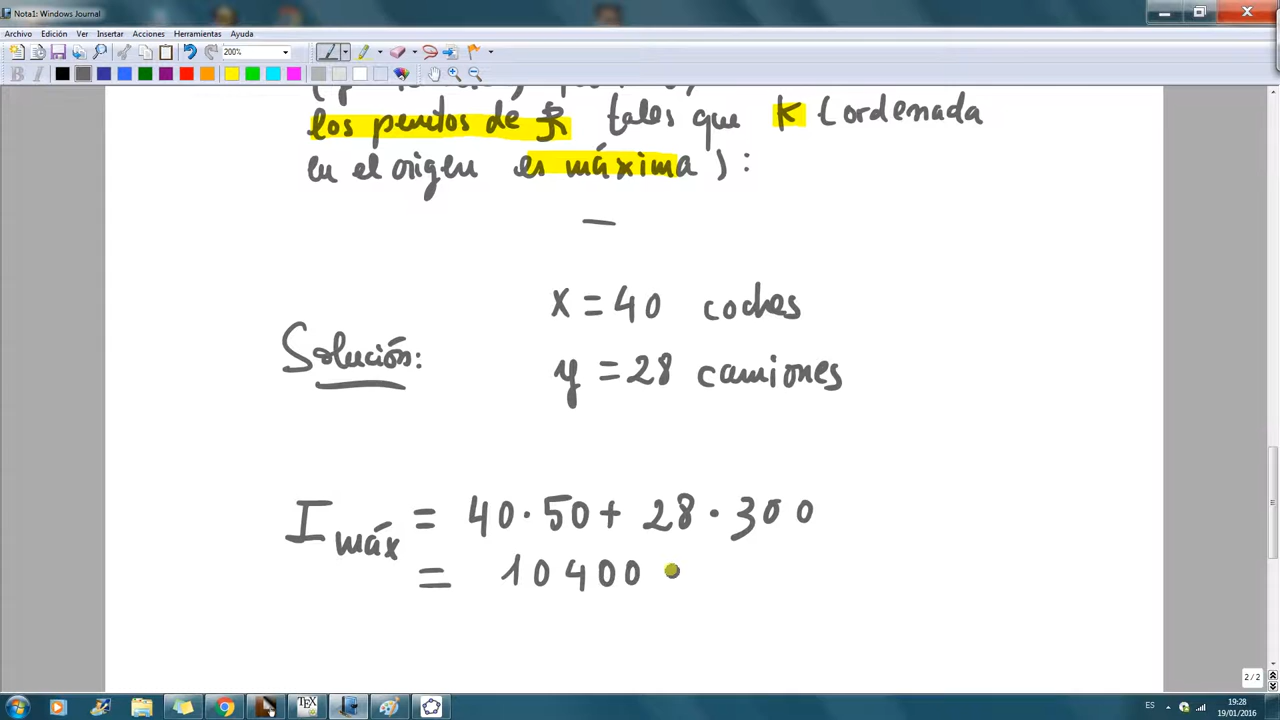 Nota1: Windows Journal
Archivo Edición Ver Insertar Acciones Herramientas Ayuda
200%
los puntos de R tales que K (ordenada
en el origen es máxima):
x = 40 coches
Solución:
y = 28 camiones
I máx = 40·50 + 28·300
= 10400
2 / 2
TEX
ES
19:28
19/01/2016